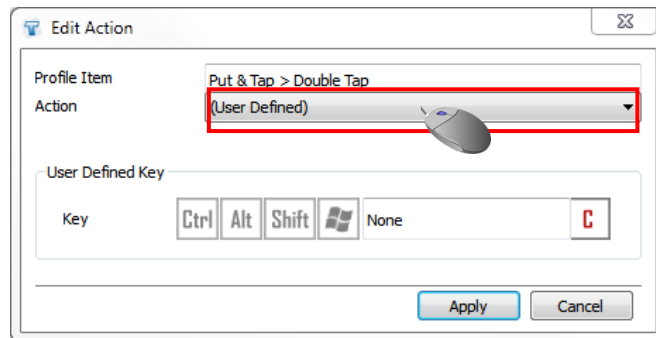 Edit Action
Profile Item Put & Tap > Double Tap
Action (User Defined)
User Defined Key
Key Ctrl Alt Shift None C
Apply Cancel